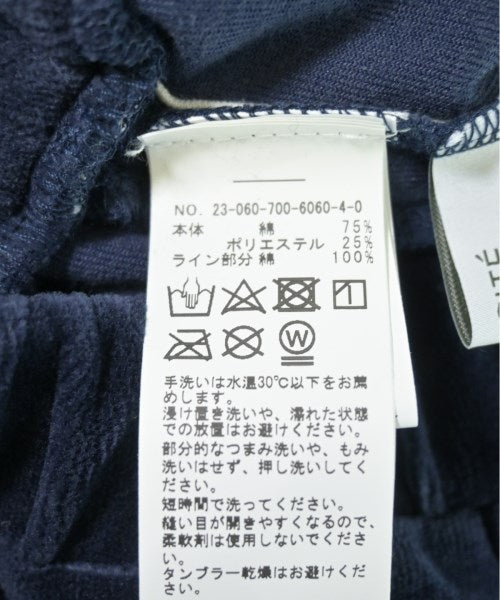 NO. 23-060-700-6060-4-0
本体 綿 75%
ポリエステル 25%
ライン部分 綿 100%
W
手洗いは水温30℃以下をお薦
めします。
浸け置き洗いや、濡れた状態
での放置はお避けください。
部分的なつまみ洗いや、もみ
洗いはせず、押し洗いしてく
ださい。
短時間で洗ってください。
縫い目が開きやすくなるので、
柔軟剤は使用しないでくださ
い。
タンブラー乾燥はお避けくだ
さい。